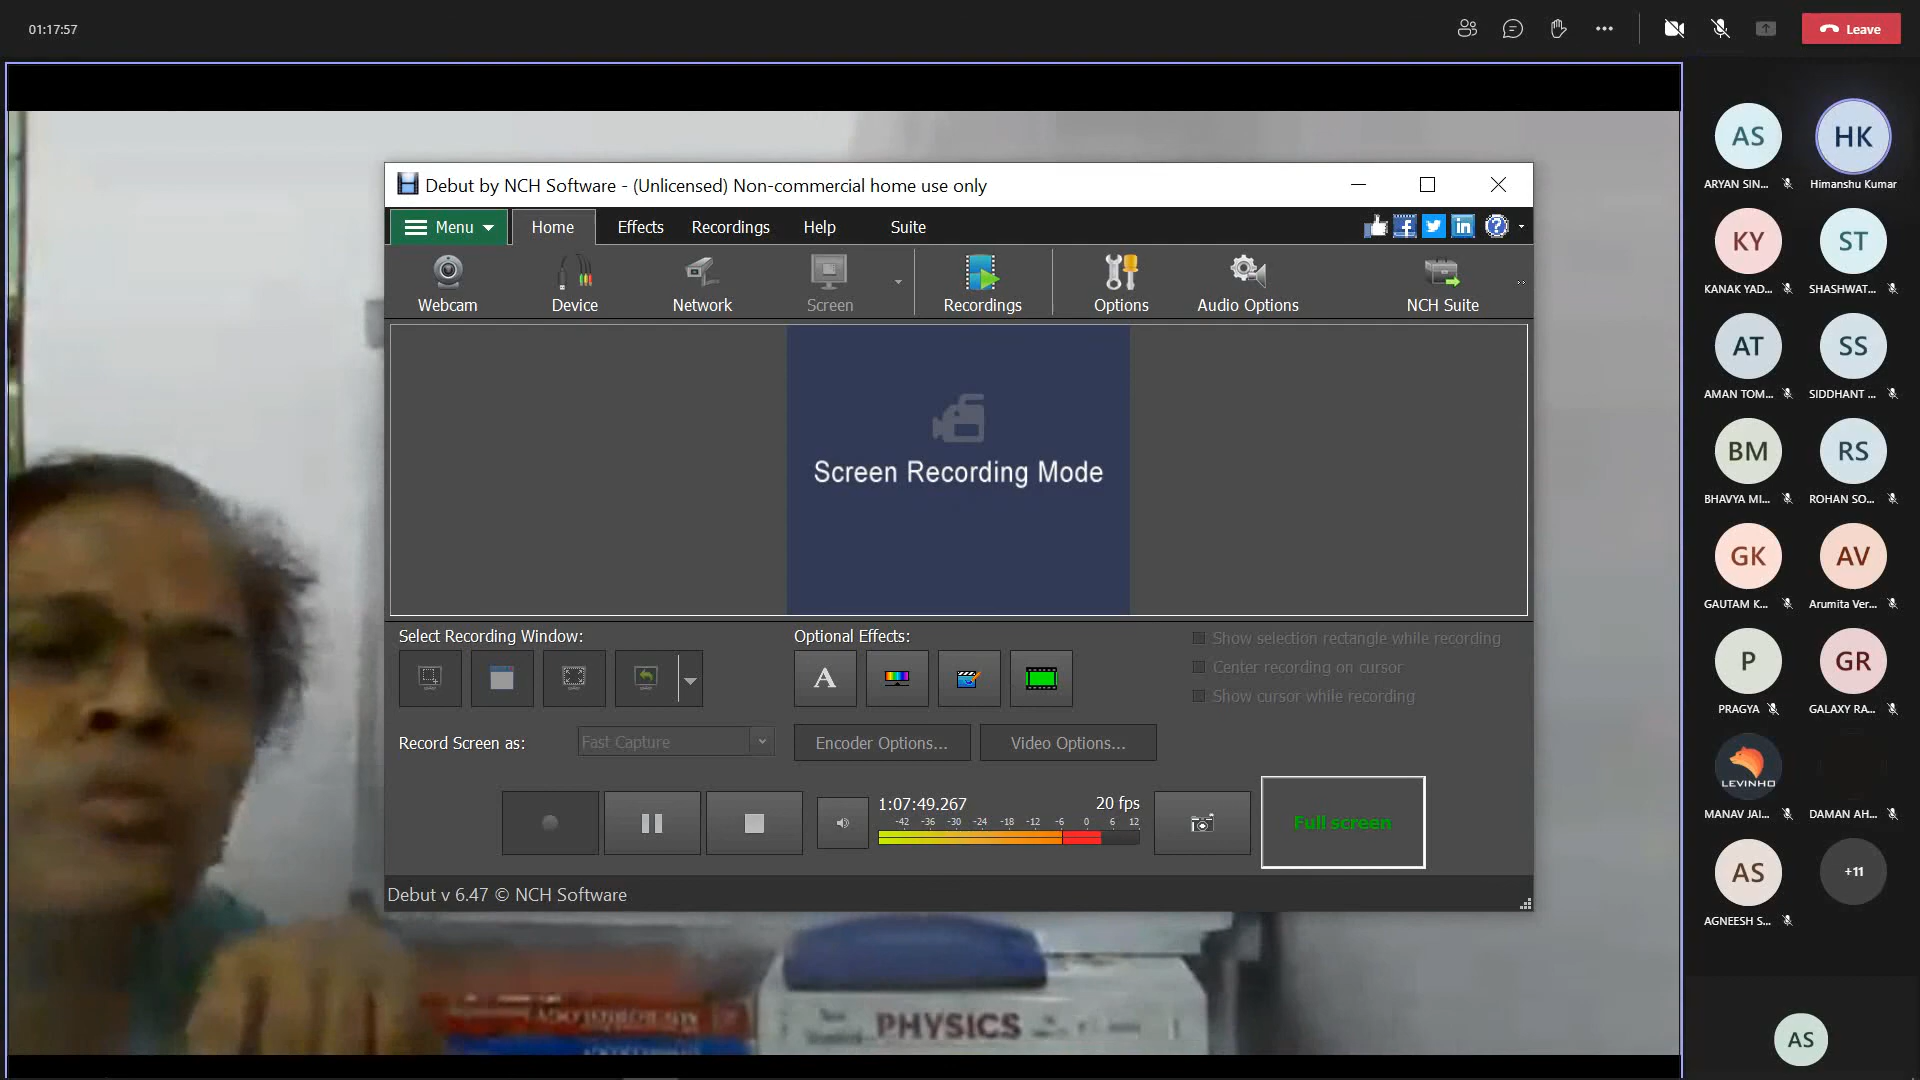 01:17:57
Leave
Debut by NCH Software - (Unlicensed) Non-commercial home use only
Menu Home Effects Recordings Help Suite
Webcam Device Network Screen Recordings Options Audio Options NCH Suite
Screen Recording Mode
Select Recording Window: Optional Effects:
Show selection rectangle while recording
Center recording on cursor
Show cursor while recording
A
Record Screen as: Fast Capture Encoder Options... Video Options...
1:07:49.267 20 fps
-42 -36 -30 -24 -18 -12 -6 0 6 12
Full screen
Debut v 6.47 © NCH Software
PHYSICS
AS HK
ARYAN SIN... Himanshu Kumar
KY ST
KANAK YAD... SHASHWAT...
AT SS
AMAN TOM... SIDDHANT ...
BM RS
BHAVYA MI... ROHAN SO...
GK AV
GAUTAM K... Arumita Ver...
P GR
PRAGYA GALAXY RA...
LEVINHO
MANAV JAI... DAMAN AH...
AS +11
AGNEESH S...
AS